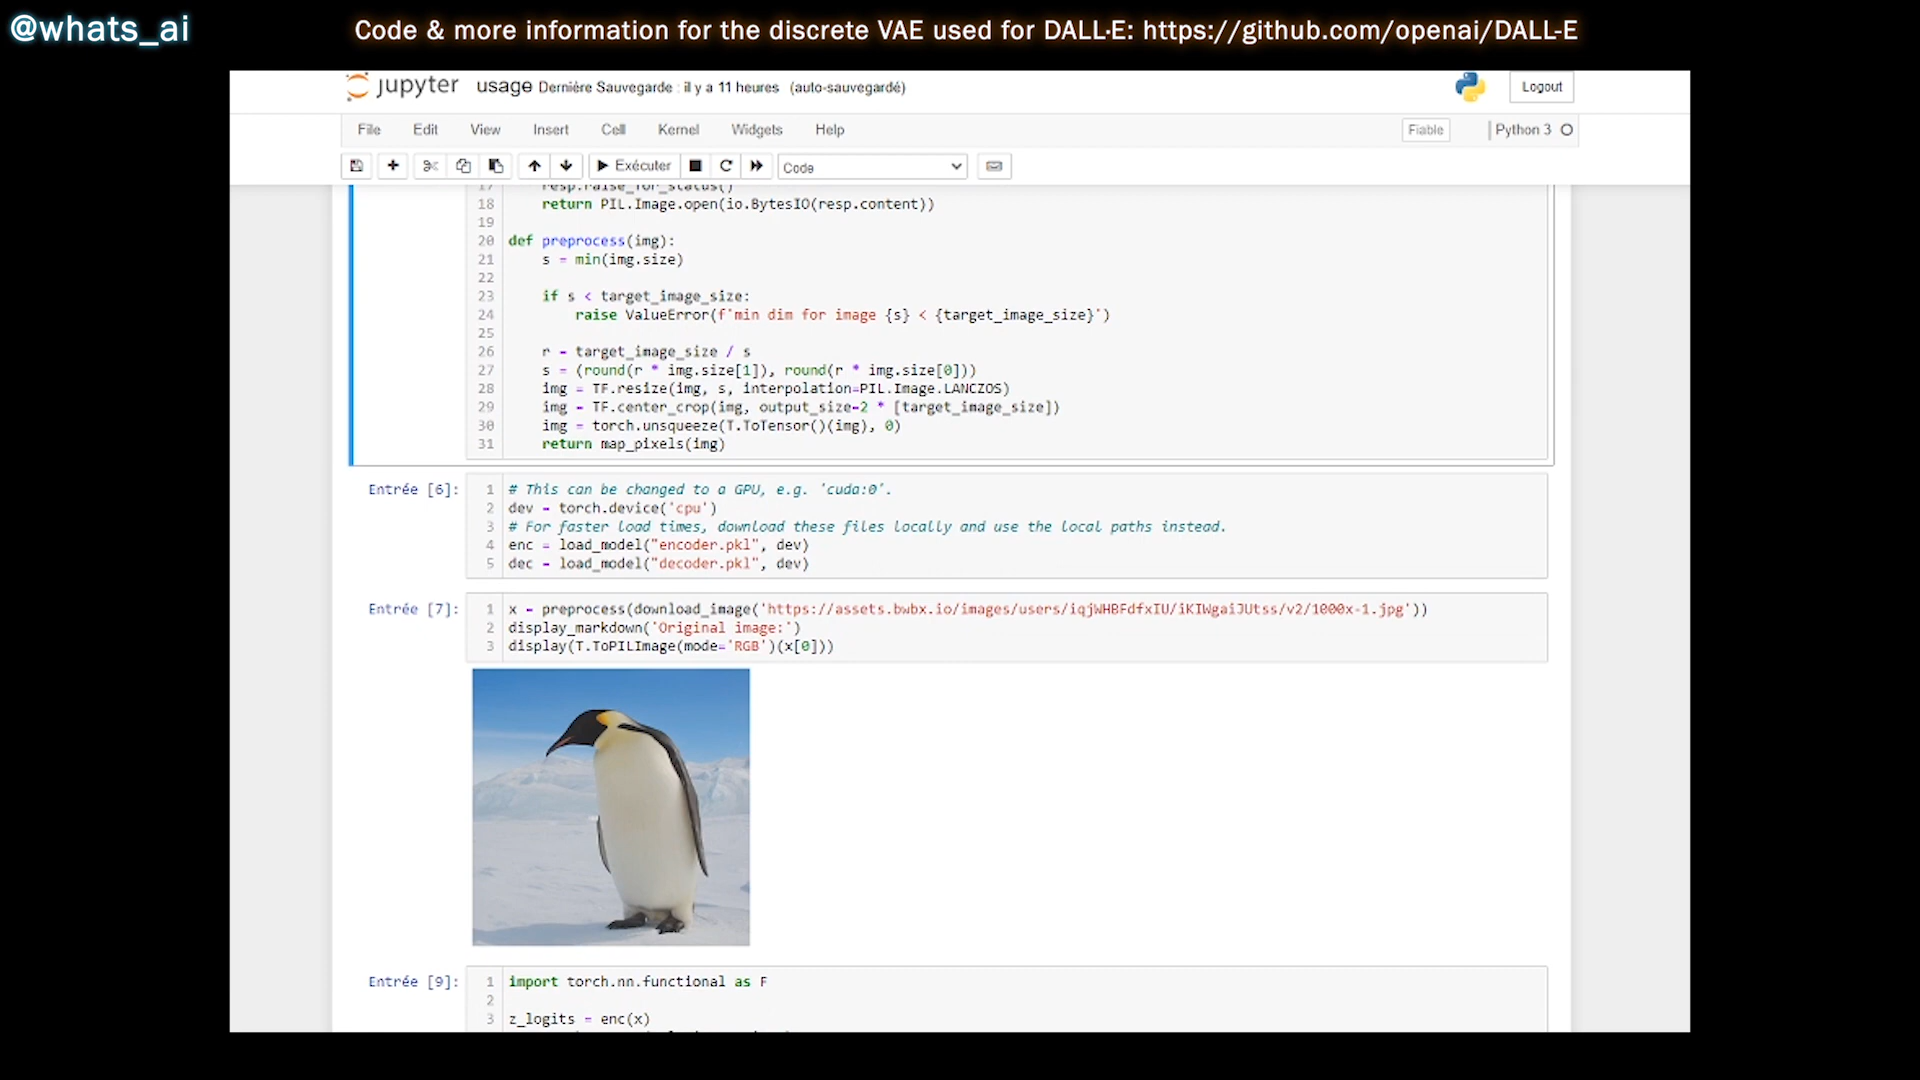 @whats_ai
Code & more information for the discrete VAE used for DALL·E: https://github.com/openai/DALL-E
jupyter usage Dernière Sauvegarde : il y a 11 heures (auto-sauvegardé)
Logout
File Edit View Insert Cell Kernel Widgets Help
Fiable
Python 3
Exécuter
Code
17 resp.raise_for_status()
18 return PIL.Image.open(io.BytesIO(resp.content))
19
20 def preprocess(img):
21 s = min(img.size)
22
23 if s < target_image_size:
24 raise ValueError(f'min dim for image {s} < {target_image_size}')
25
26 r = target_image_size / s
27 s = (round(r * img.size[1]), round(r * img.size[0]))
28 img = TF.resize(img, s, interpolation=PIL.Image.LANCZOS)
29 img = TF.center_crop(img, output_size=2 * [target_image_size])
30 img = torch.unsqueeze(T.ToTensor()(img), 0)
31 return map_pixels(img)
Entrée [6]:
1 # This can be changed to a GPU, e.g. 'cuda:0'.
2 dev = torch.device('cpu')
3 # For faster load times, download these files locally and use the local paths instead.
4 enc = load_model("encoder.pkl", dev)
5 dec = load_model("decoder.pkl", dev)
Entrée [7]:
1 x = preprocess(download_image('https://assets.bwbx.io/images/users/iqjWHBFdfxIU/iKIWgaiJUtss/v2/1000x-1.jpg'))
2 display_markdown('Original image:')
3 display(T.ToPILImage(mode='RGB')(x[0]))
Entrée [9]:
1 import torch.nn.functional as F
2
3 z_logits = enc(x)